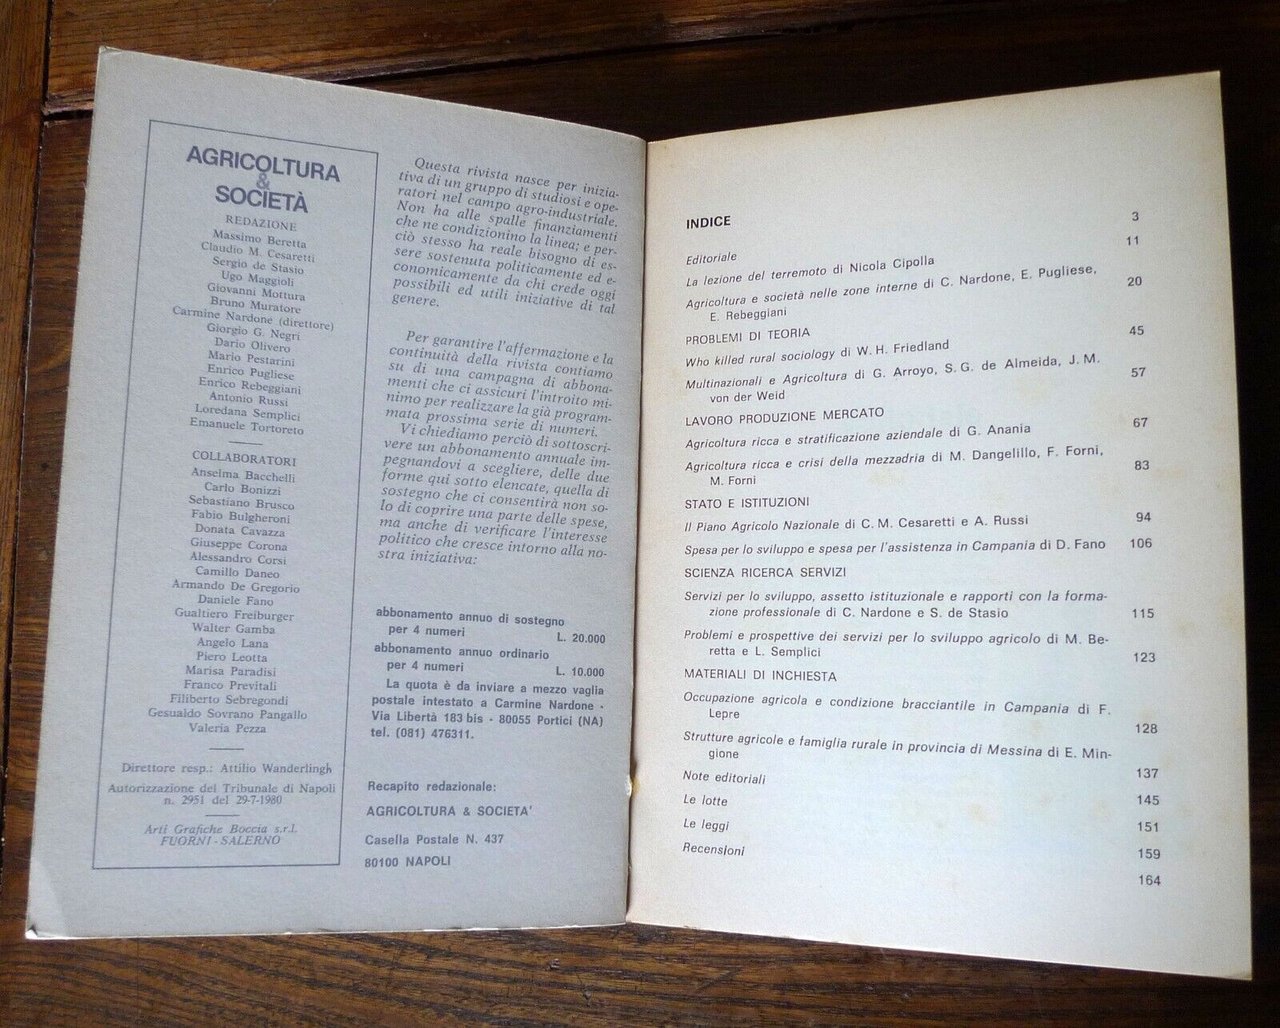 AGRICOLTURA
&
SOCIETÀ
REDAZIONE
Massimo Beretta
Claudio M. Cesaretti
Sergio de Stasio
Ugo Maggioli
Giovanni Mottura
Bruno Muratore
Carmine Nardone (direttore)
Giorgio G. Negri
Dario Olivero
Mario Pestarini
Enrico Pugliese
Enrico Rebeggiani
Antonio Russi
Loredana Semplici
Emanuele Tortoreto
COLLABORATORI
Anselma Bacchelli
Carlo Bonizzi
Sebastiano Brusco
Fabio Bulgheroni
Donata Cavazza
Giuseppe Corona
Alessandro Corsi
Camillo Daneo
Armando De Gregorio
Daniele Fano
Gualtiero Freiburger
Walter Gamba
Angelo Lana
Piero Leotta
Marisa Paradisi
Franco Previtali
Filiberto Sebregondi
Gesualdo Sovrano Pangallo
Valeria Pezza
Direttore resp.: Attilio Wanderlingh
Autorizzazione del Tribunale di Napoli
n. 2951 del 29-7-1980
Arti Grafiche Boccia s.r.l.
FUORNI - SALERNO
Questa rivista nasce per inizia-
tiva di un gruppo di studiosi e ope-
ratori nel campo agro-industriale.
Non ha alle spalle finanziamenti
che ne condizionino la linea; e per-
ciò stesso ha reale bisogno di es-
sere sostenuta politicamente ed e-
conomicamente da chi crede oggi
possibili ed utili iniziative di tal
genere.
Per garantire l'affermazione e la
continuità della rivista contiamo
su di una campagna di abbona-
menti che ci assicuri l'introito mi-
nimo per realizzare la già program-
mata prossima serie di numeri.
Vi chiediamo perciò di sottoscri-
vere un abbonamento annuale im-
pegnandovi a scegliere, delle due
forme qui sotto elencate, quella di
sostegno che ci consentirà non so-
lo di coprire una parte delle spese,
ma anche di verificare l'interesse
politico che cresce intorno alla no-
stra iniziativa:
abbonamento annuo di sostegno
per 4 numeri L. 20.000
abbonamento annuo ordinario
per 4 numeri L. 10.000
La quota è da inviare a mezzo vaglia
postale intestato a Carmine Nardone -
Via Libertà 183 bis - 80055 Portici (NA)
tel. (081) 476311.
Recapito redazionale:
AGRICOLTURA & SOCIETA'
Casella Postale N. 437
80100 NAPOLI
INDICE
Editoriale 3
La lezione del terremoto di Nicola Cipolla 11
Agricoltura e società nelle zone interne di C. Nardone, E. Pugliese,
E. Rebeggiani 20
PROBLEMI DI TEORIA
Who killed rural sociology di W. H. Friedland 45
Multinazionali e Agricoltura di G. Arroyo, S. G. de Almeida, J. M.
von der Weid 57
LAVORO PRODUZIONE MERCATO
Agricoltura ricca e stratificazione aziendale di G. Anania 67
Agricoltura ricca e crisi della mezzadria di M. Dangelillo, F. Forni,
M. Forni 83
STATO E ISTITUZIONI
Il Piano Agricolo Nazionale di C. M. Cesaretti e A. Russi 94
Spesa per lo sviluppo e spesa per l'assistenza in Campania di D. Fano 106
SCIENZA RICERCA SERVIZI
Servizi per lo sviluppo, assetto istituzionale e rapporti con la forma-
zione professionale di C. Nardone e S. de Stasio 115
Problemi e prospettive dei servizi per lo sviluppo agricolo di M. Be-
retta e L. Semplici 123
MATERIALI DI INCHIESTA
Occupazione agricola e condizione bracciantile in Campania di F.
Lepre 128
Strutture agricole e famiglia rurale in provincia di Messina di E. Min-
gione 137
Note editoriali 145
Le lotte 151
Le leggi 159
Recensioni 164